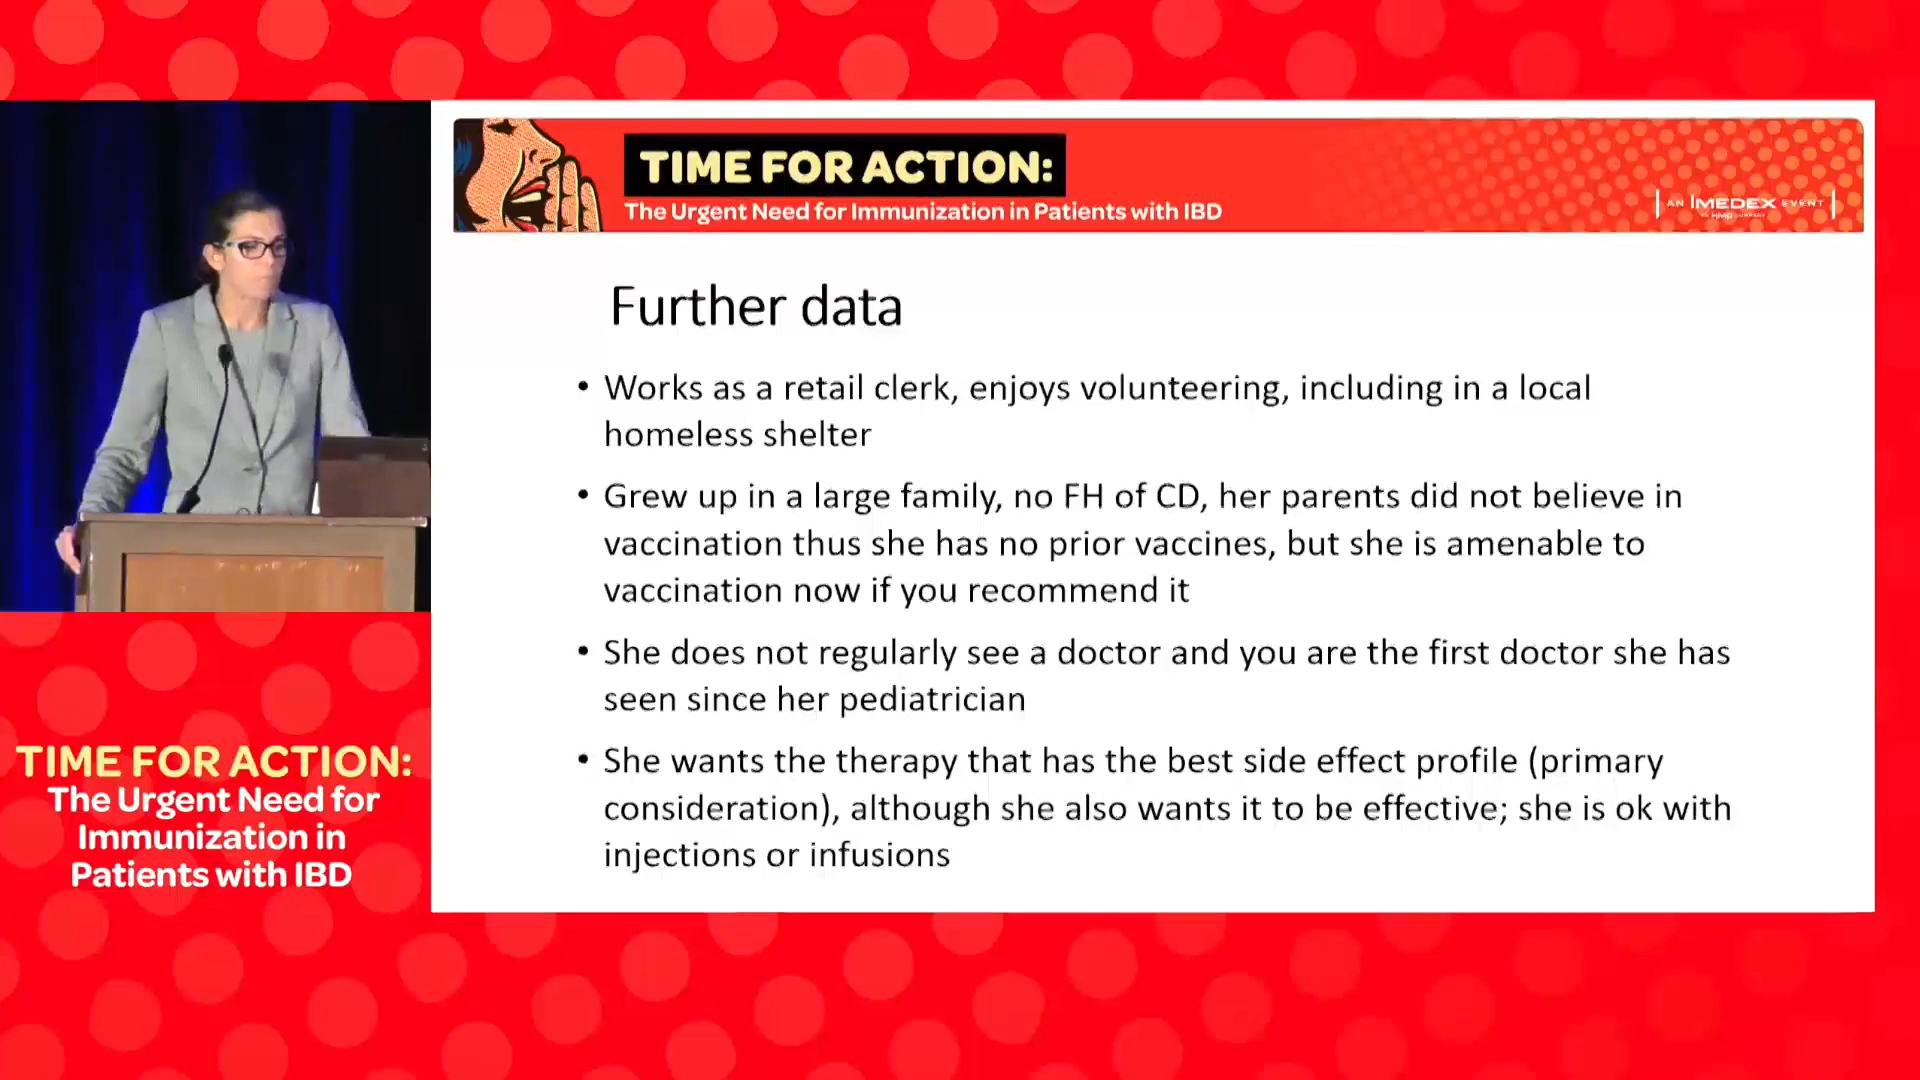 TIME FOR ACTION:
The Urgent Need for Immunization in Patients with IBD
AN IMEDEX EVENT
Further data
• Works as a retail clerk, enjoys volunteering, including in a local
homeless shelter
• Grew up in a large family, no FH of CD, her parents did not believe in
vaccination thus she has no prior vaccines, but she is amenable to
vaccination now if you recommend it
• She does not regularly see a doctor and you are the first doctor she has
seen since her pediatrician
• She wants the therapy that has the best side effect profile (primary
consideration), although she also wants it to be effective; she is ok with
injections or infusions
TIME FOR ACTION:
The Urgent Need for
Immunization in
Patients with IBD